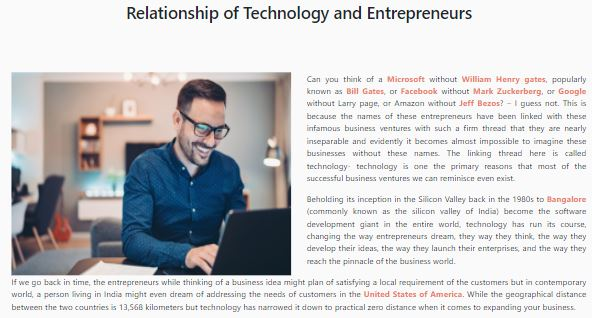 Relationship of Technology and Entrepreneurs
Can you think of a Microsoft without William Henry gates, popularly
known as Bill Gates, or Facebook without Mark Zuckerberg, or Google
without Larry page, or Amazon without Jeff Bezos? – I guess not. This is
because the names of these entrepreneurs have been linked with these
infamous business ventures with such a firm thread that they are nearly
inseparable and evidently it becomes almost impossible to imagine these
businesses without these names. The linking thread here is called
technology- technology is one the primary reasons that most of the
successful business ventures we can reminisce even exist.
Beholding its inception in the Silicon Valley back in the 1980s to Bangalore
(commonly known as the silicon valley of India) become the software
development giant in the entire world, technology has run its course,
changing the way entrepreneurs dream, they way they think, the way they
develop their ideas, the way they launch their enterprises, and the way they
reach the pinnacle of the business world.
If we go back in time, the entrepreneurs while thinking of a business idea might plan of satisfying a local requirement of the customers but in contemporary
world, a person living in India might even dream of addressing the needs of customers in the United States of America. While the geographical distance
between the two countries is 13,568 kilometers but technology has narrowed it down to practical zero distance when it comes to expanding your business.